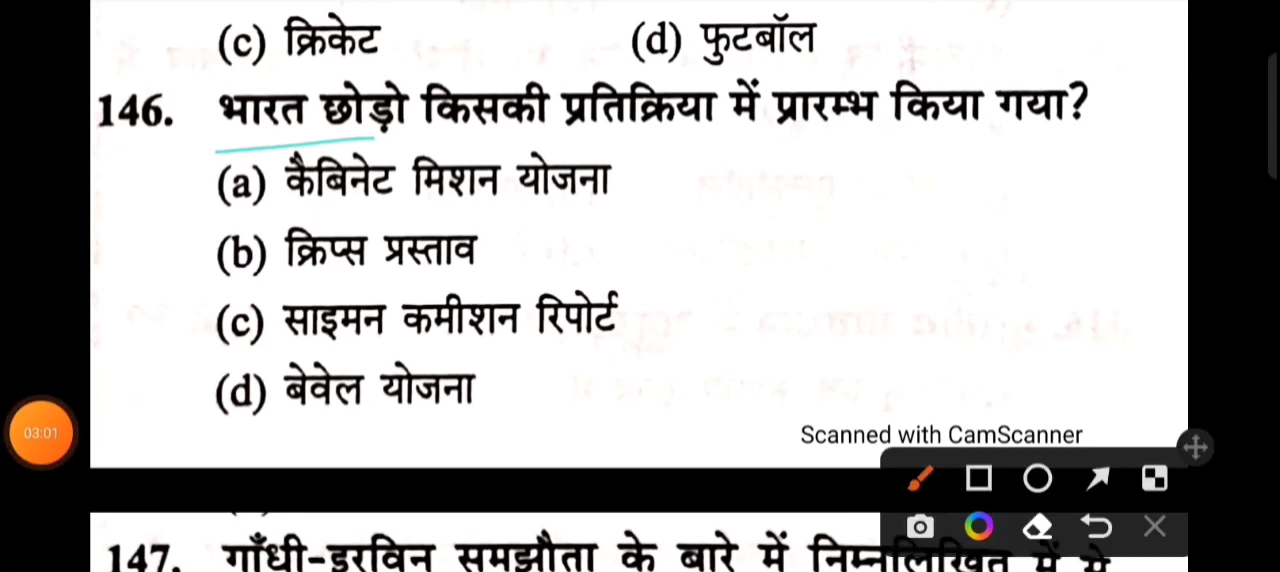 (c) क्रिकेट (d) फुटबॉल
146. भारत छोड़ो किसकी प्रतिक्रिया में प्रारम्भ किया गया?
(a) कैबिनेट मिशन योजना
(b) क्रिप्स प्रस्ताव
(c) साइमन कमीशन रिपोर्ट
(d) बेवेल योजना
03:01
Scanned with CamScanner
147. गाँधी-इरविन समझौता के बारे में निम्नलिखित में से